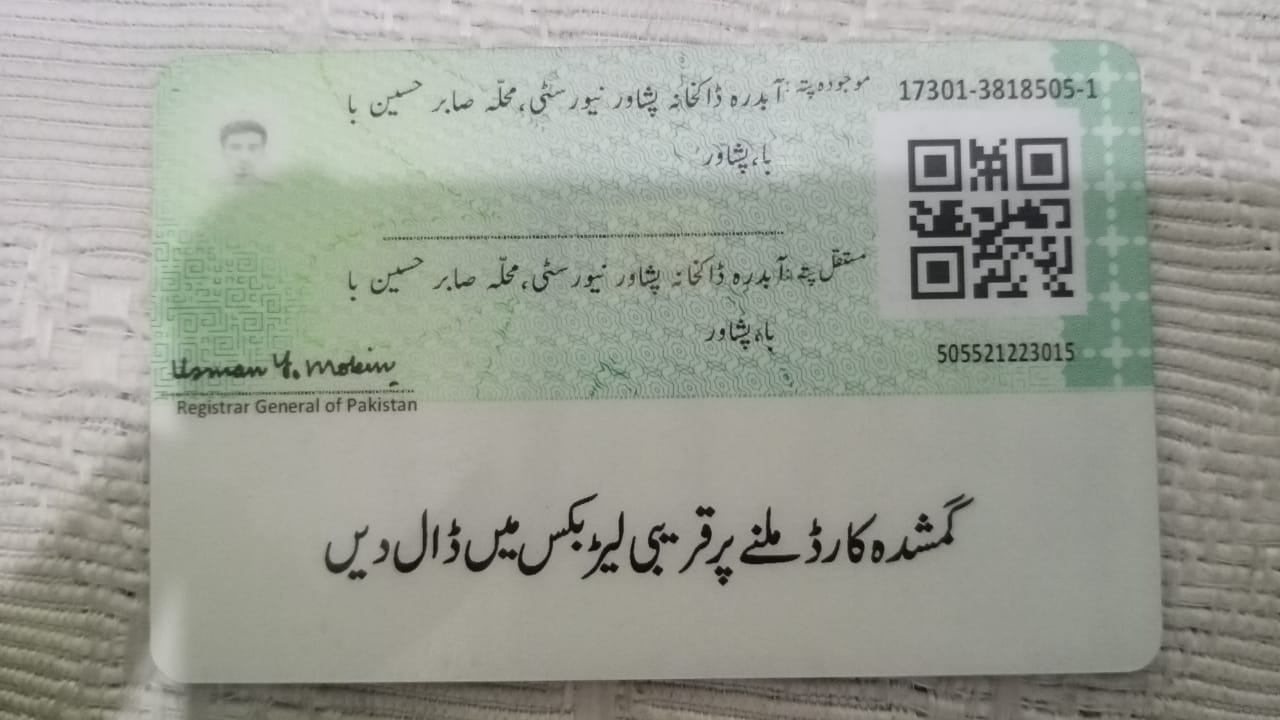 17301-3818505-1
موجودہ پتہ: آبدرہ ڈاکخانہ پشاور نیورسٹی، محلّہ صابر حسین با
با، پشاور
مستقل پتہ: آبدرہ ڈاکخانہ پشاور نیورسٹی، محلّہ صابر حسین با
با، پشاور
505521223015
Usman Y. Mobin
Registrar General of Pakistan
گمشدہ کارڈ ملنے پر قریبی لیٹر بکس میں ڈال دیں